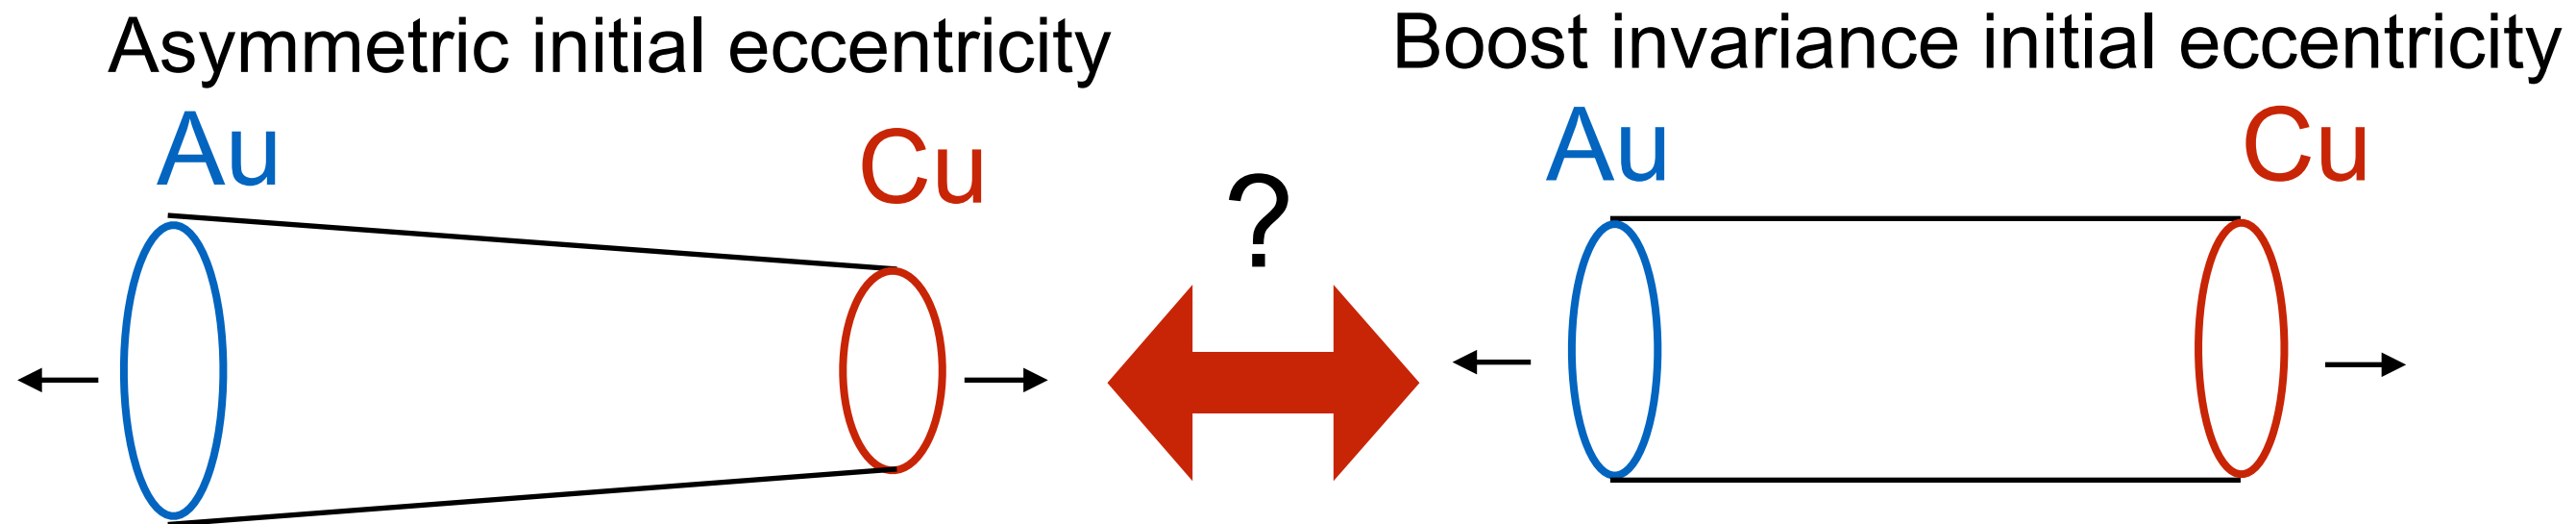 Asymmetric initial eccentricity
Au
Cu
?
Boost invariance initial eccentricity
Au
Cu